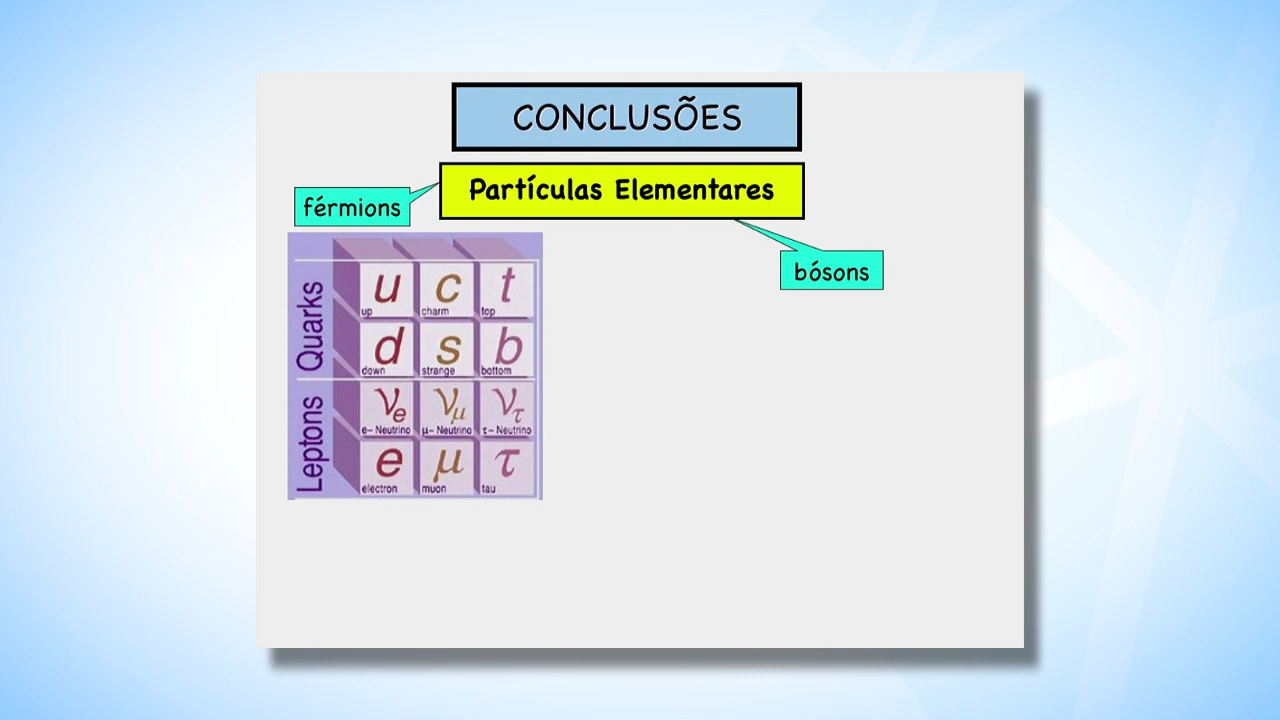 CONCLUSÕES
Partículas Elementares
férmions
bósons
Quarks
u c t
up charm top
d s b
down strange bottom
Leptons
νe νμ ντ
e- Neutrino μ- Neutrino τ- Neutrino
e μ τ
electron muon tau